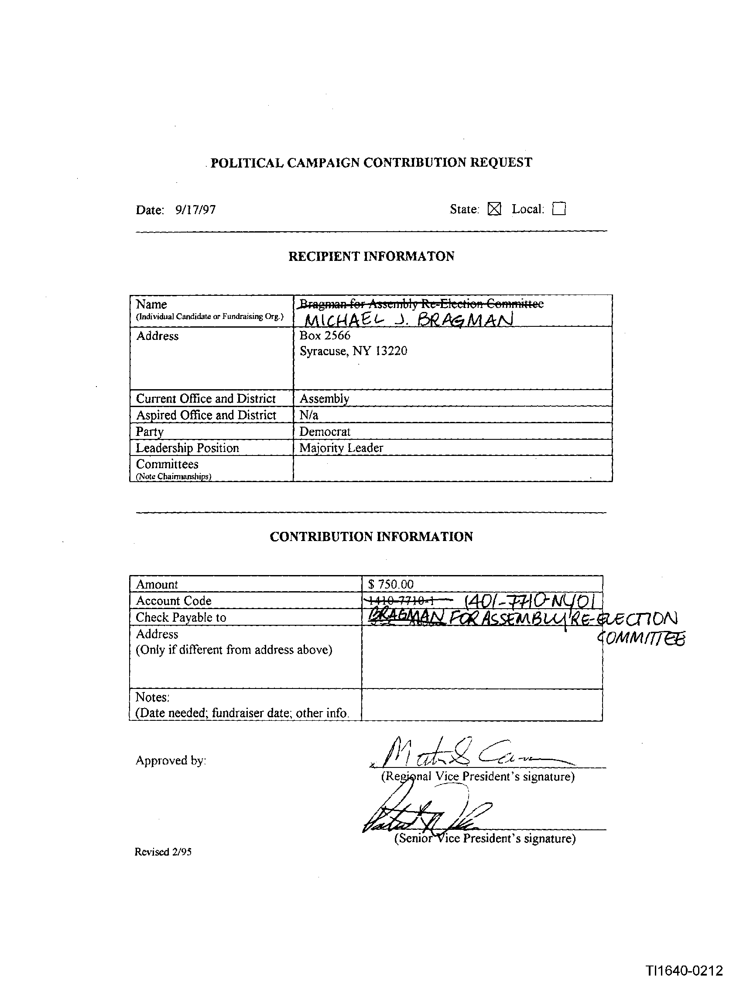 POLITICAL CAMPAIGN CONTRIBUTION REQUEST
Date: 9/17/97 State: ☒ Local: ☐
RECIPIENT INFORMATON
Name
(Individual Candidate or Fundraising Org.)
Bragman for Assembly Re-Election Committee
MICHAEL J. BRAGMAN
Address
Box 2566
Syracuse, NY 13220
Current Office and District Assembly
Aspired Office and District N/a
Party Democrat
Leadership Position Majority Leader
Committees
(Note Chairmanships)
CONTRIBUTION INFORMATION
Amount $ 750.00
Account Code 1410-7710-1 1401-7710-NY01
Check Payable to BRAGMAN FOR ASSEMBLY RE-ELECTION
COMMITTEE
Address
(Only if different from address above)
Notes:
(Date needed; fundraiser date; other info.
Approved by:
(Regional Vice President's signature)
(Senior Vice President's signature)
Revised 2/95
TI1640-0212